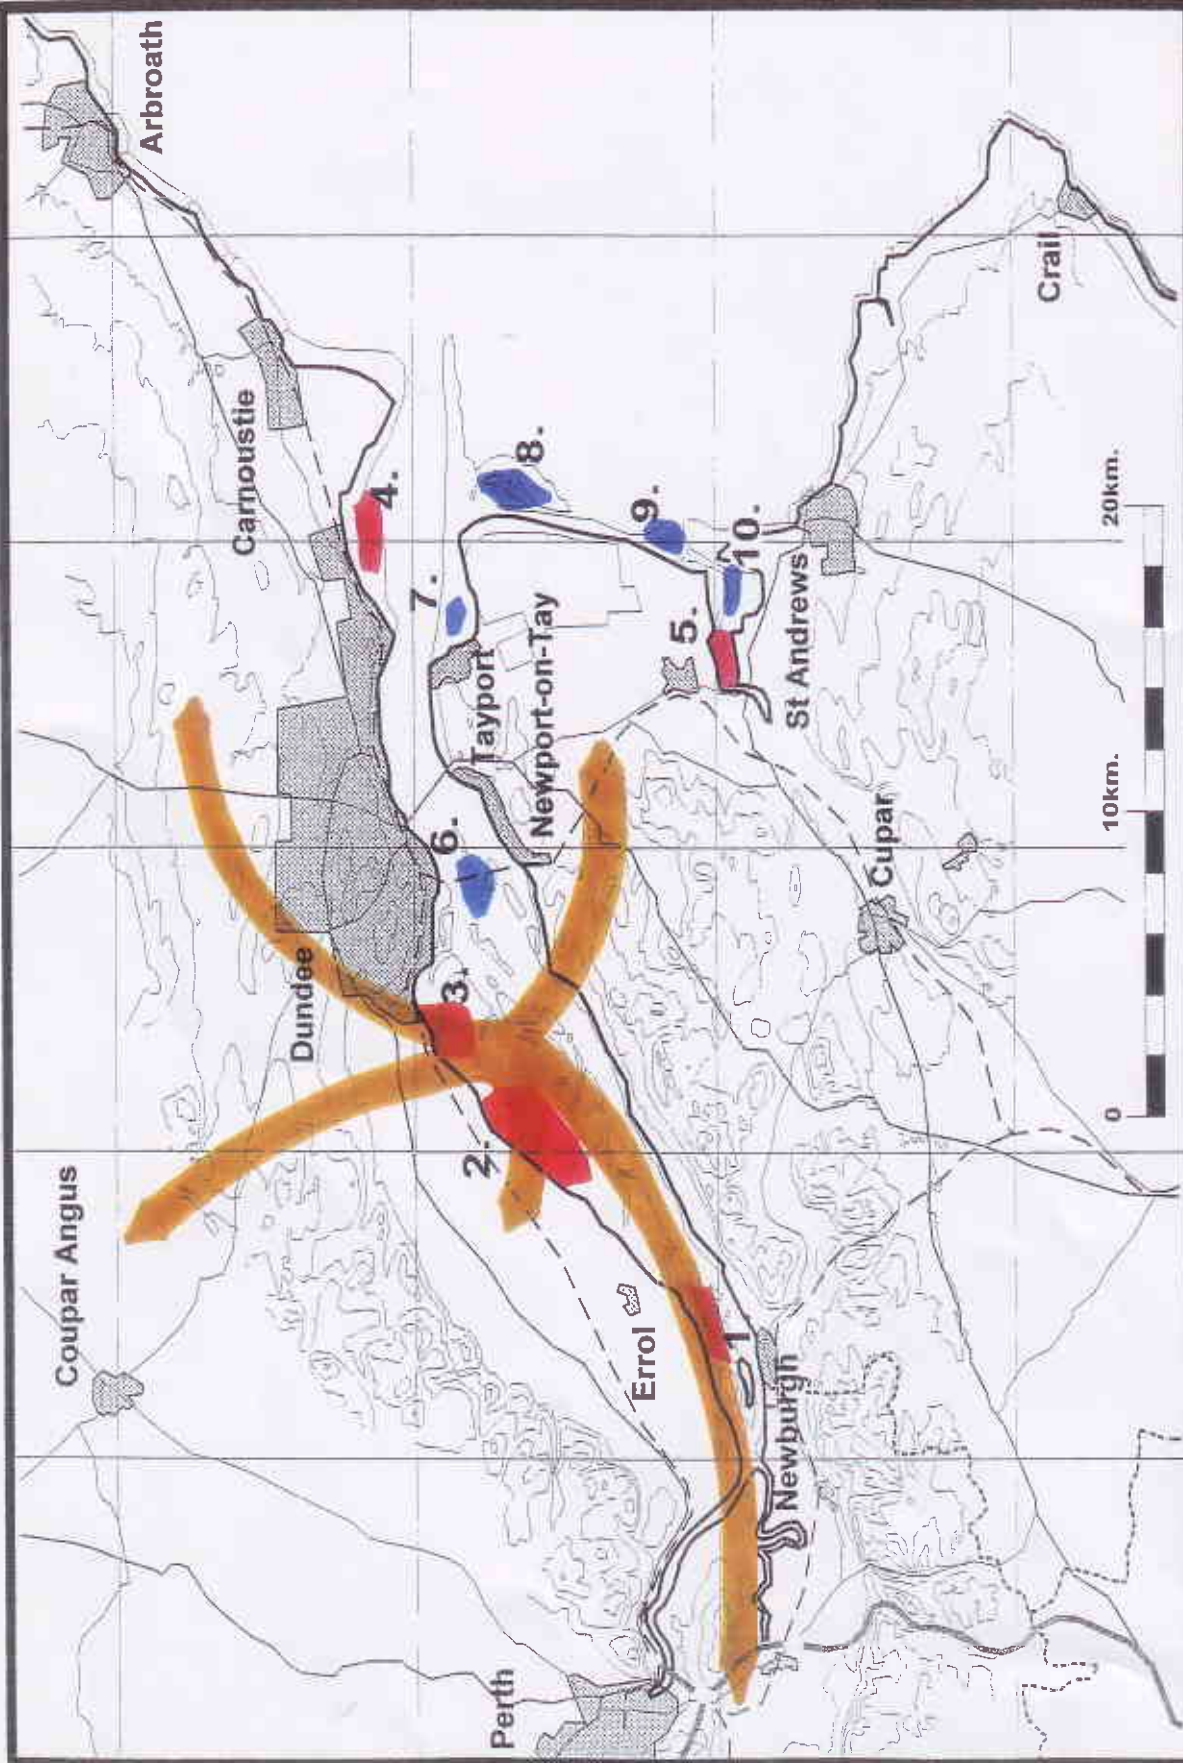 Arbroath
Carnoustie
Coupar Angus
Dundee
Tayport
Newport-on-Tay
Errol
Perth
Newburgh
Cupar
St Andrews
Crail
1
2.
3.
4.
5.
6.
7.
8.
9.
10.
0
10km.
20km.